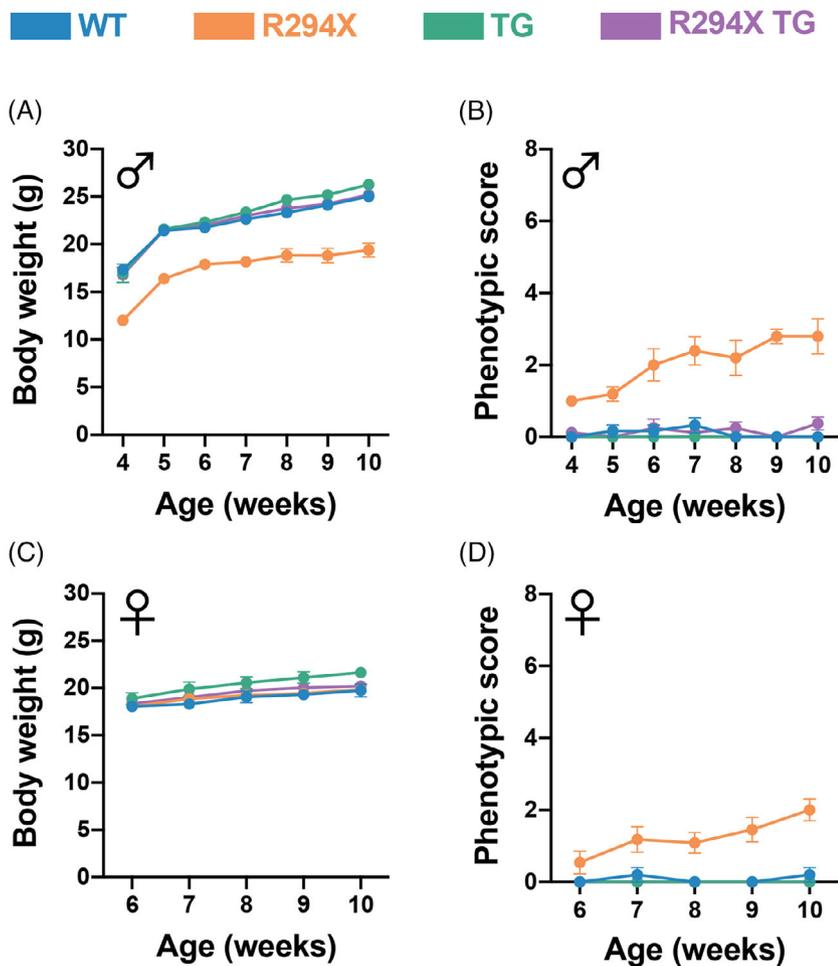 WT R294X TG R294X TG
(A) (B)
♂ ♂
Body weight (g)
30
25
20
15
10
5
0
4 5 6 7 8 9 10
Age (weeks)
Phenotypic score
8
6
4
2
0
4 5 6 7 8 9 10
Age (weeks)
(C) (D)
♀ ♀
Body weight (g)
30
25
20
15
10
5
0
6 7 8 9 10
Age (weeks)
Phenotypic score
8
6
4
2
0
6 7 8 9 10
Age (weeks)